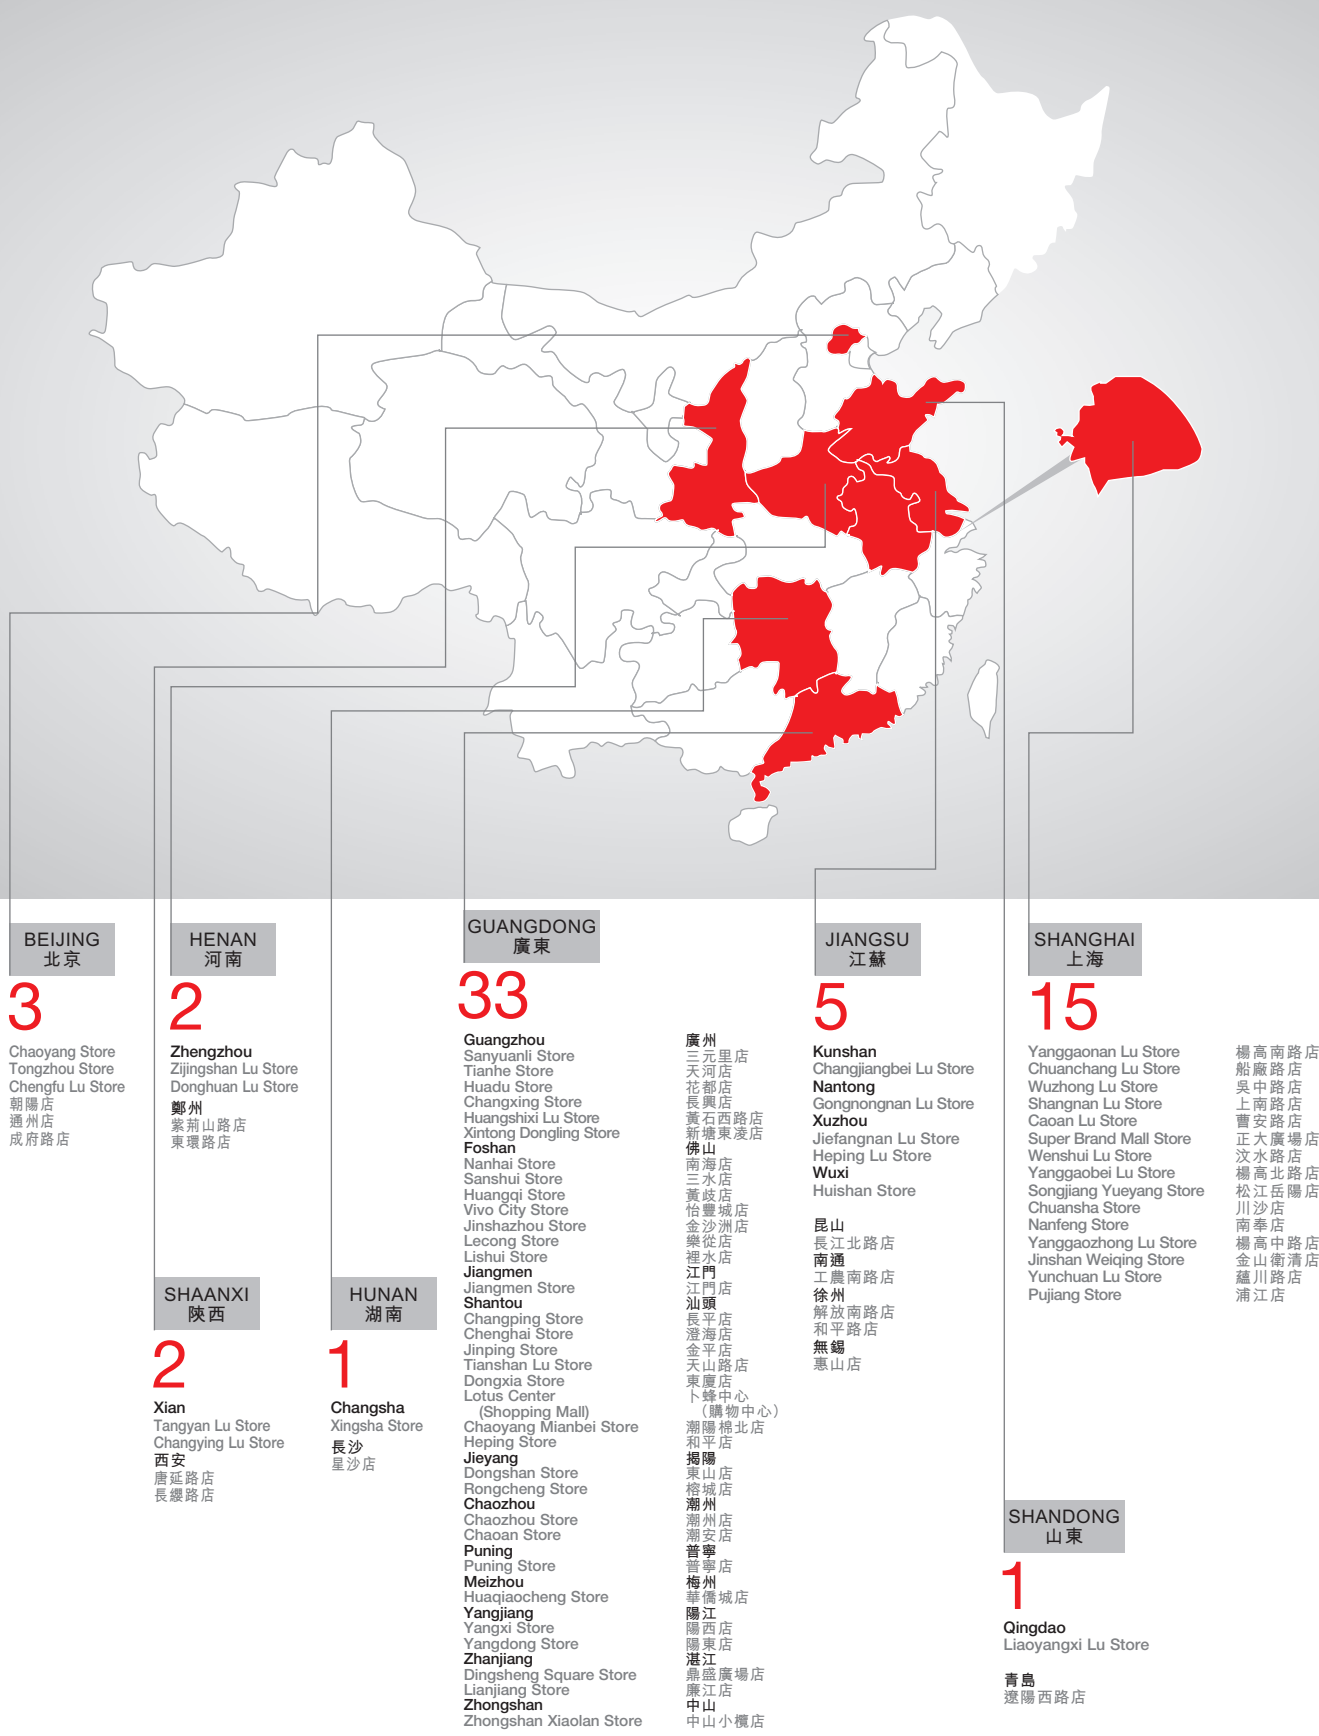 BEIJING
北京
3
Chaoyang Store
Tongzhou Store
Chengfu Lu Store
朝陽店
通州店
成府路店
HENAN
河南
2
Zhengzhou
Zijingshan Lu Store
Donghuan Lu Store
鄭州
紫荊山路店
東環路店
SHAANXI
陝西
2
Xian
Tangyan Lu Store
Changying Lu Store
西安
唐延路店
長纓路店
HUNAN
湖南
1
Changsha
Xingsha Store
長沙
星沙店
GUANGDONG
廣東
33
Guangzhou 廣州
Sanyuanli Store 三元里店
Tianhe Store 天河店
Huadu Store 花都店
Changxing Store 長興店
Huangshixi Lu Store 黃石西路店
Xintong Dongling Store 新塘東凌店
Foshan 佛山
Nanhai Store 南海店
Sanshui Store 三水店
Huangqi Store 黃歧店
Vivo City Store 怡豐城店
Jinshazhou Store 金沙洲店
Lecong Store 樂從店
Lishui Store 裡水店
Jiangmen 江門
Jiangmen Store 江門店
Shantou 汕頭
Changping Store 長平店
Chenghai Store 澄海店
Jinping Store 金平店
Tianshan Lu Store 天山路店
Dongxia Store 東廈店
Lotus Center 卜蜂中心
(Shopping Mall) （購物中心）
Chaoyang Mianbei Store 潮陽棉北店
Heping Store 和平店
Jieyang 揭陽
Dongshan Store 東山店
Rongcheng Store 榕城店
Chaozhou 潮州
Chaozhou Store 潮州店
Chaoan Store 潮安店
Puning 普寧
Puning Store 普寧店
Meizhou 梅州
Huaqiaocheng Store 華僑城店
Yangjiang 陽江
Yangxi Store 陽西店
Yangdong Store 陽東店
Zhanjiang 湛江
Dingsheng Square Store 鼎盛廣場店
Lianjiang Store 廉江店
Zhongshan 中山
Zhongshan Xiaolan Store 中山小欖店
JIANGSU
江蘇
5
Kunshan
Changjiangbei Lu Store
Nantong
Gongnongnan Lu Store
Xuzhou
Jiefangnan Lu Store
Heping Lu Store
Wuxi
Huishan Store
昆山
長江北路店
南通
工農南路店
徐州
解放南路店
和平路店
無錫
惠山店
SHANGHAI
上海
15
Yanggaonan Lu Store 楊高南路店
Chuanchang Lu Store 船廠路店
Wuzhong Lu Store 吳中路店
Shangnan Lu Store 上南路店
Caoan Lu Store 曹安路店
Super Brand Mall Store 正大廣場店
Wenshui Lu Store 汶水路店
Yanggaobei Lu Store 楊高北路店
Songjiang Yueyang Store 松江岳陽店
Chuansha Store 川沙店
Nanfeng Store 南奉店
Yanggaozhong Lu Store 楊高中路店
Jinshan Weiqing Store 金山衛清店
Yunchuan Lu Store 蘊川路店
Pujiang Store 浦江店
SHANDONG
山東
1
Qingdao
Liaoyangxi Lu Store
青島
遼陽西路店